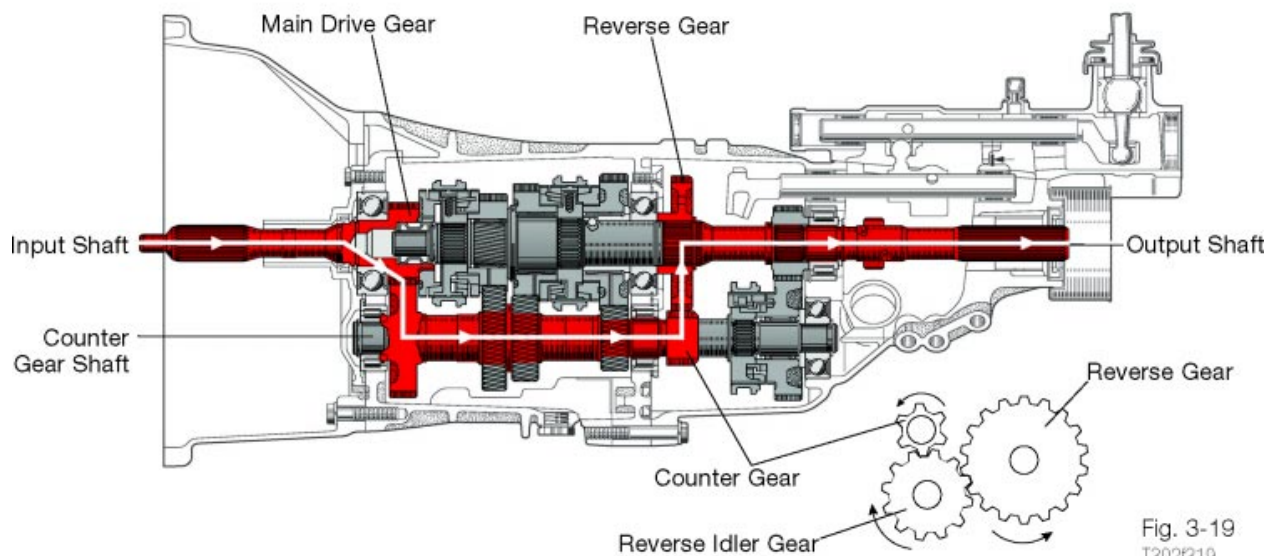 Main Drive Gear
Reverse Gear
Input Shaft
Output Shaft
Counter
Gear Shaft
Reverse Gear
Counter Gear
Reverse Idler Gear
Fig. 3-19
T302f319